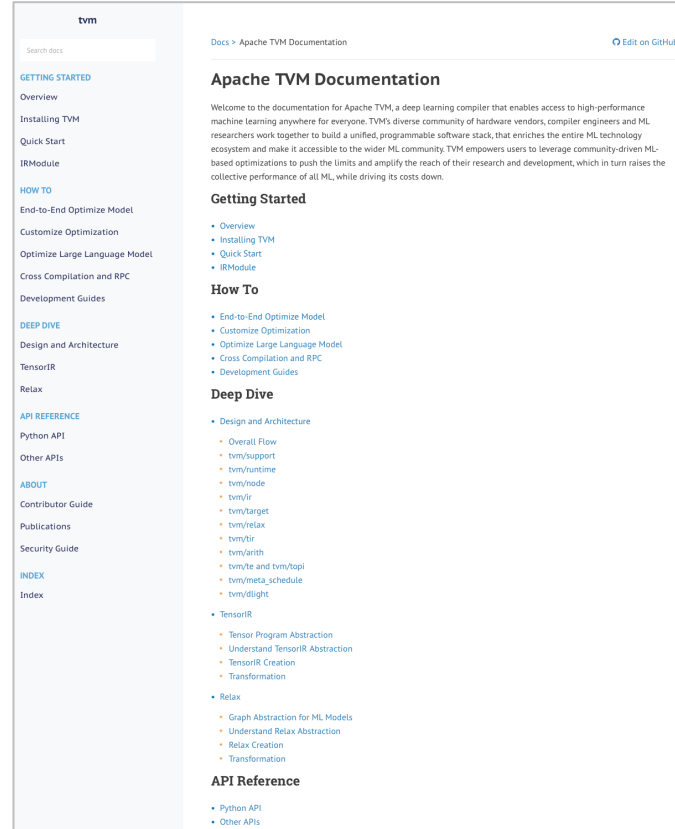 tvm
Search docs
GETTING STARTED
Overview
Installing TVM
Quick Start
IRModule
HOW TO
End-to-End Optimize Model
Customize Optimization
Optimize Large Language Model
Cross Compilation and RPC
Development Guides
DEEP DIVE
Design and Architecture
TensorIR
Relax
API REFERENCE
Python API
Other APIs
ABOUT
Contributor Guide
Publications
Security Guide
INDEX
Index
Docs > Apache TVM Documentation
Edit on GitHub
Apache TVM Documentation
Welcome to the documentation for Apache TVM, a deep learning compiler that enables access to high-performance
machine learning anywhere for everyone. TVM's diverse community of hardware vendors, compiler engineers and ML
researchers work together to build a unified, programmable software stack, that enriches the entire ML technology
ecosystem and make it accessible to the wider ML community. TVM empowers users to leverage community-driven ML-
based optimizations to push the limits and amplify the reach of their research and development, which in turn raises the
collective performance of all ML, while driving its costs down.
Getting Started
• Overview
• Installing TVM
• Quick Start
• IRModule
How To
• End-to-End Optimize Model
• Customize Optimization
• Optimize Large Language Model
• Cross Compilation and RPC
• Development Guides
Deep Dive
• Design and Architecture
• Overall Flow
• tvm/support
• tvm/runtime
• tvm/node
• tvm/ir
• tvm/target
• tvm/relax
• tvm/tir
• tvm/arith
• tvm/te and tvm/topi
• tvm/meta_schedule
• tvm/dlight
• TensorIR
• Tensor Program Abstraction
• Understand TensorIR Abstraction
• TensorIR Creation
• Transformation
• Relax
• Graph Abstraction for ML Models
• Understand Relax Abstraction
• Relax Creation
• Transformation
API Reference
• Python API
• Other APIs